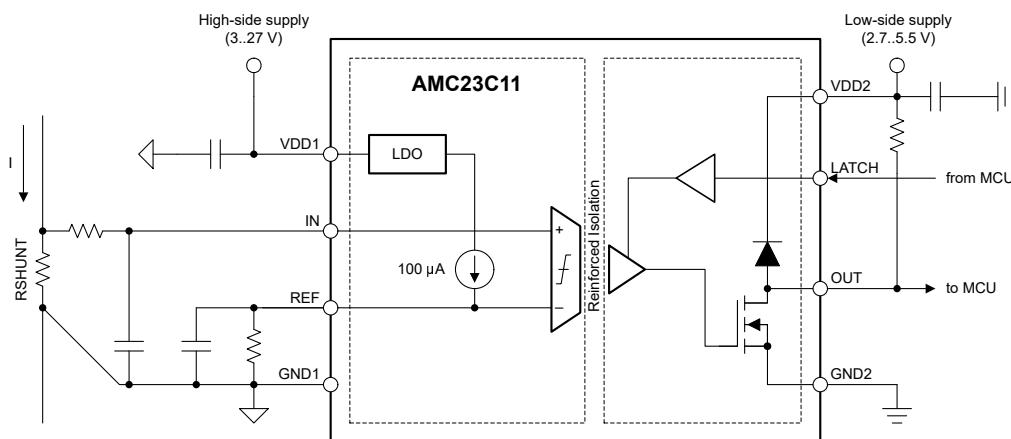 High-side supply
(3..27 V)
Low-side supply
(2.7..5.5 V)
AMC23C11
VDD2
VDD1
LDO
LATCH
from MCU
I
IN
+
Reinforced Isolation
RSHUNT
100 µA
REF
−
OUT
to MCU
GND1
GND2